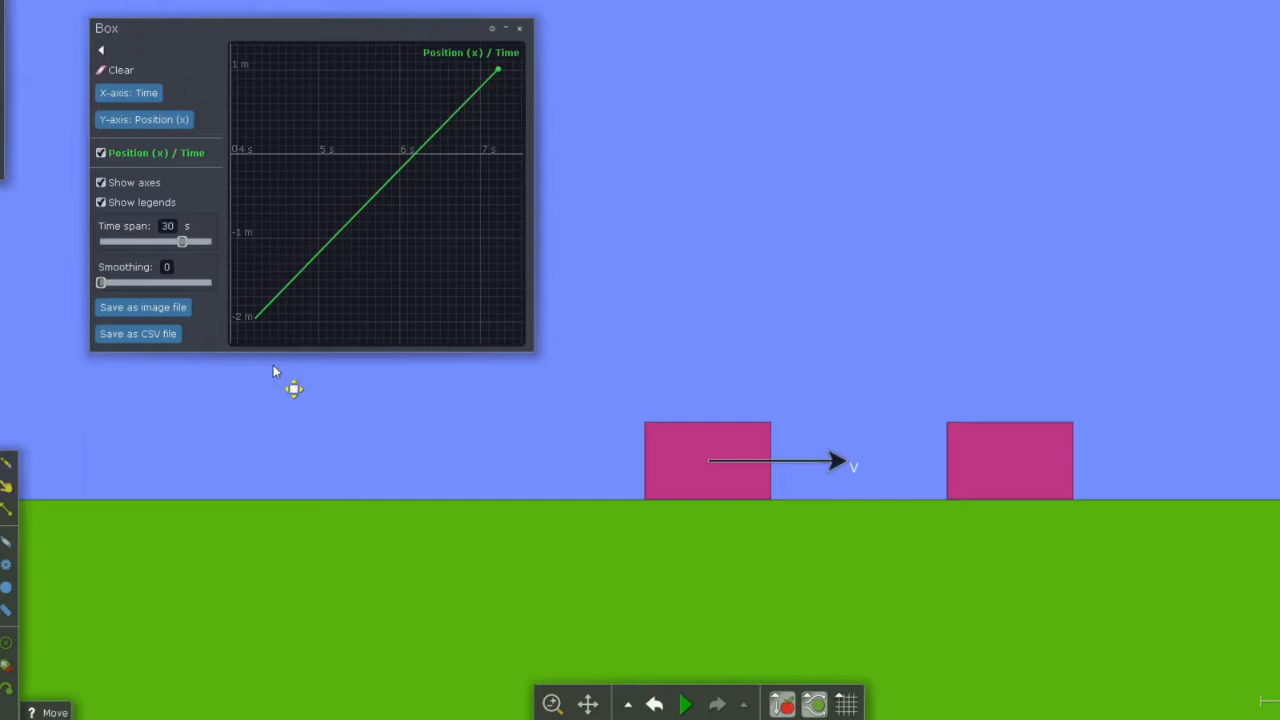 Box
Clear
X-axis: Time
Y-axis: Position (x)
Position (x) / Time
Show axes
Show legends
Time span: 30 s
Smoothing: 0
Save as image file
Save as CSV file
Position (x) / Time
1 m
0 4 s 5 s 6 s 7 s
-1 m
-2 m
v
? Move